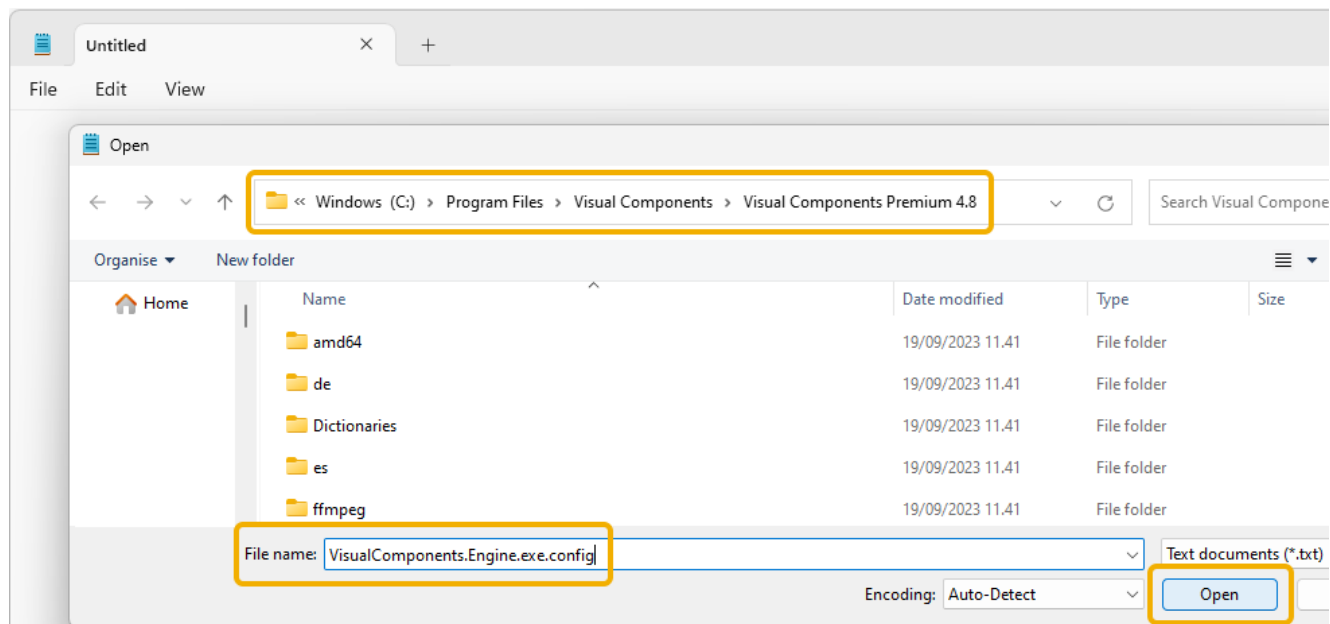 Untitled
File Edit View
Open
« Windows (C:) > Program Files > Visual Components > Visual Components Premium 4.8
Search Visual Compone
Organise New folder
Home
Name Date modified Type Size
amd64 19/09/2023 11.41 File folder
de 19/09/2023 11.41 File folder
Dictionaries 19/09/2023 11.41 File folder
es 19/09/2023 11.41 File folder
ffmpeg 19/09/2023 11.41 File folder
File name: VisualComponents.Engine.exe.config Text documents (*.txt)
Encoding: Auto-Detect Open